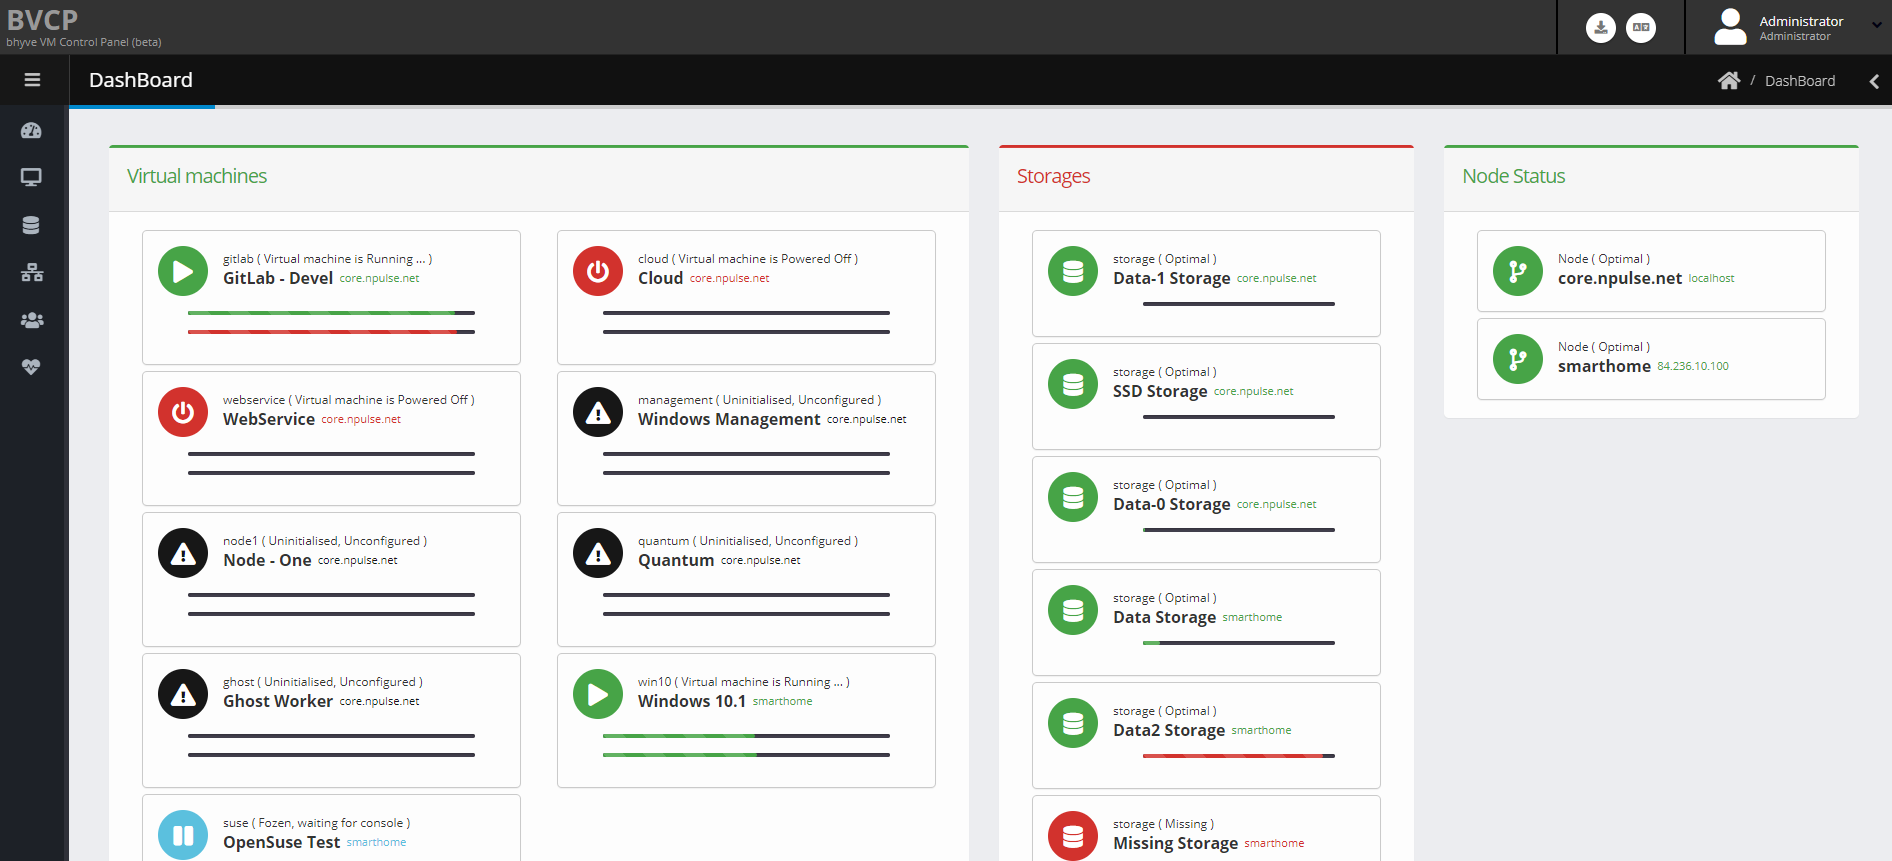 BVCP
bhyve VM Control Panel (beta)
Administrator
Administrator
DashBoard
/ DashBoard
Virtual machines
gitlab ( Virtual machine is Running ... )
GitLab - Devel core.npulse.net
cloud ( Virtual machine is Powered Off )
Cloud core.npulse.net
webservice ( Virtual machine is Powered Off )
WebService core.npulse.net
management ( Uninitialised, Unconfigured )
Windows Management core.npulse.net
node1 ( Uninitialised, Unconfigured )
Node - One core.npulse.net
quantum ( Uninitialised, Unconfigured )
Quantum core.npulse.net
ghost ( Uninitialised, Unconfigured )
Ghost Worker core.npulse.net
win10 ( Virtual machine is Running ... )
Windows 10.1 smarthome
suse ( Fozen, waiting for console )
OpenSuse Test smarthome
Storages
storage ( Optimal )
Data-1 Storage core.npulse.net
storage ( Optimal )
SSD Storage core.npulse.net
storage ( Optimal )
Data-0 Storage core.npulse.net
storage ( Optimal )
Data Storage smarthome
storage ( Optimal )
Data2 Storage smarthome
storage ( Missing )
Missing Storage smarthome
Node Status
Node ( Optimal )
core.npulse.net localhost
Node ( Optimal )
smarthome 84.236.10.100